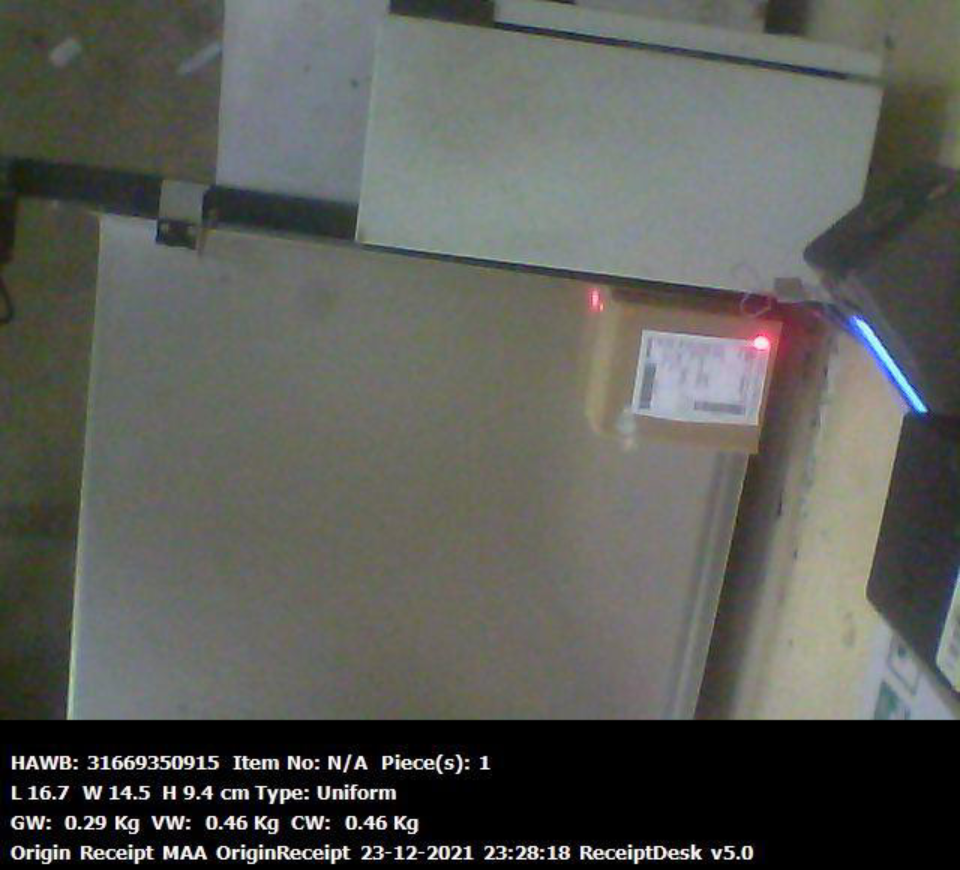 HAWB: 31669350915 Item No: N/A Piece(s): 1
L 16.7 W 14.5 H 9.4 cm Type: Uniform
GW: 0.29 Kg VW: 0.46 Kg CW: 0.46 Kg
Origin Receipt MAA OriginReceipt 23-12-2021 23:28:18 ReceiptDesk v5.0